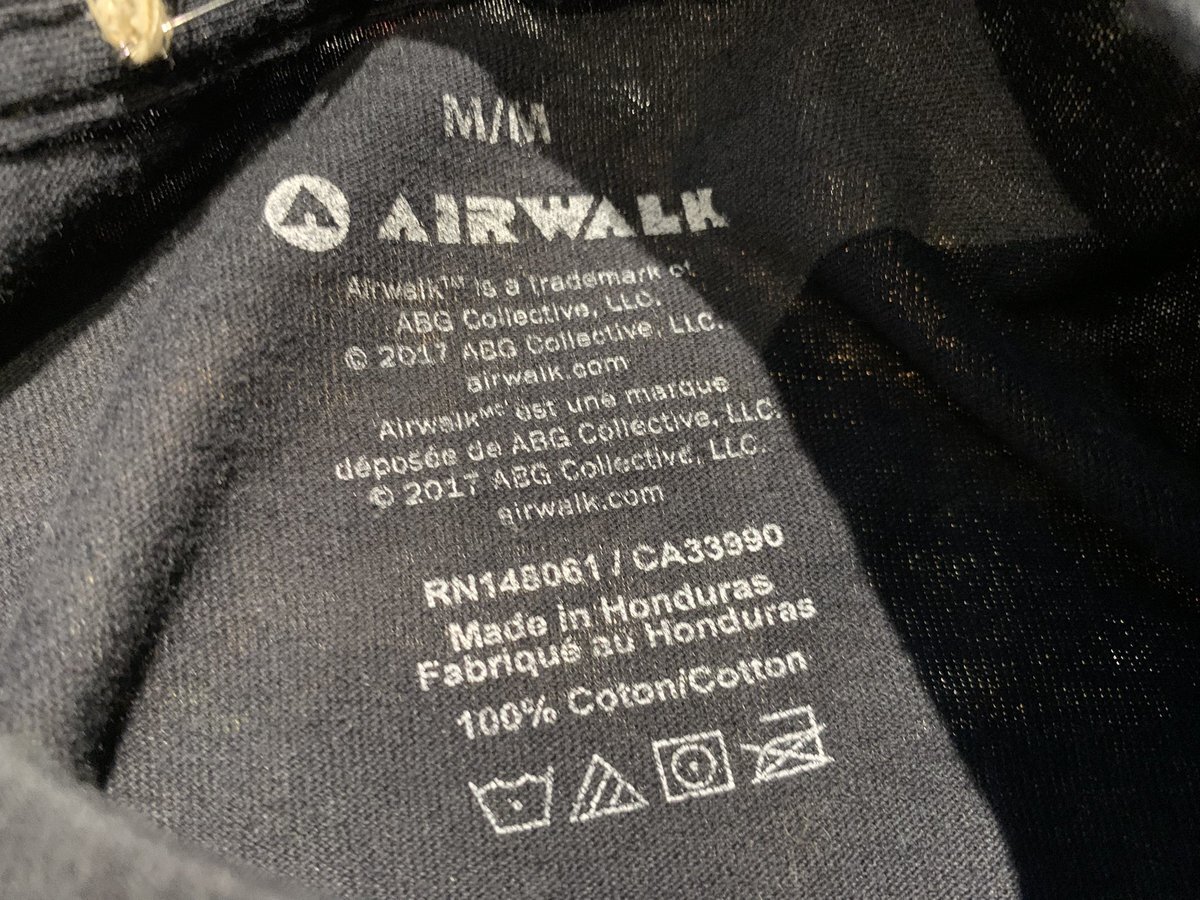 M/M
AIRWALK
Airwalk™ is a trademark of
ABG Collective, LLC.
© 2017 ABG Collective, LLC.
airwalk.com
Airwalkᴹᶜ est une marque
déposée de ABG Collective, LLC.
© 2017 ABG Collective, LLC.
airwalk.com
RN148061 / CA33990
Made in Honduras
Fabriqué au Honduras
100% Coton/Cotton